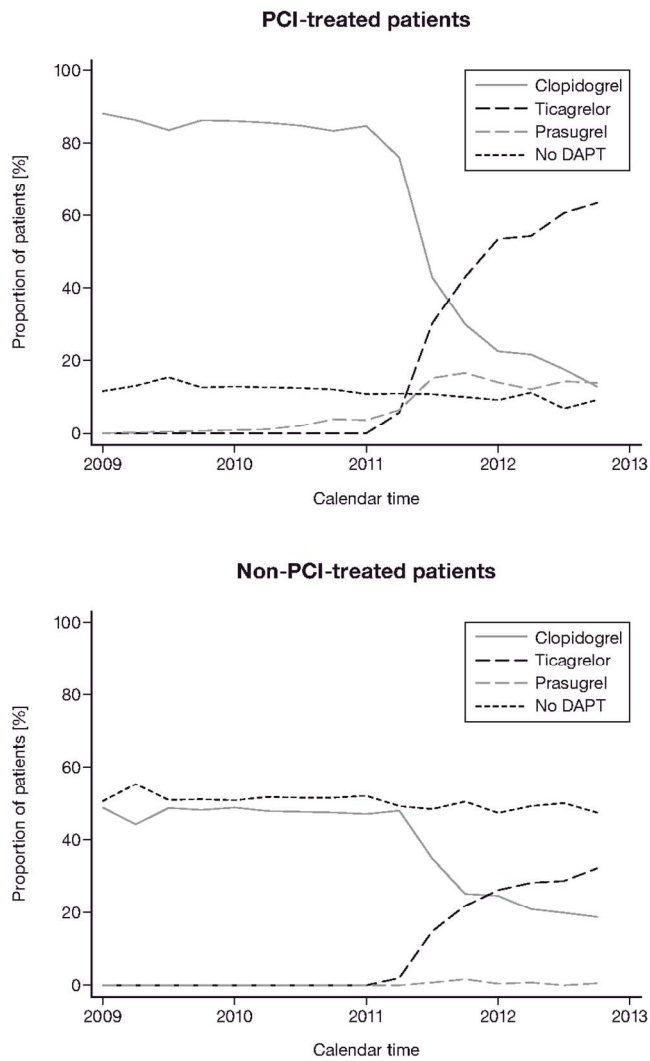 PCI-treated patients
100
80
60
40
20
0
Proportion of patients [%]
Clopidogrel
Ticagrelor
Prasugrel
No DAPT
2009
2010
2011
2012
2013
Calendar time
Non-PCI-treated patients
100
80
60
40
20
0
Proportion of patients [%]
Clopidogrel
Ticagrelor
Prasugrel
No DAPT
2009
2010
2011
2012
2013
Calendar time